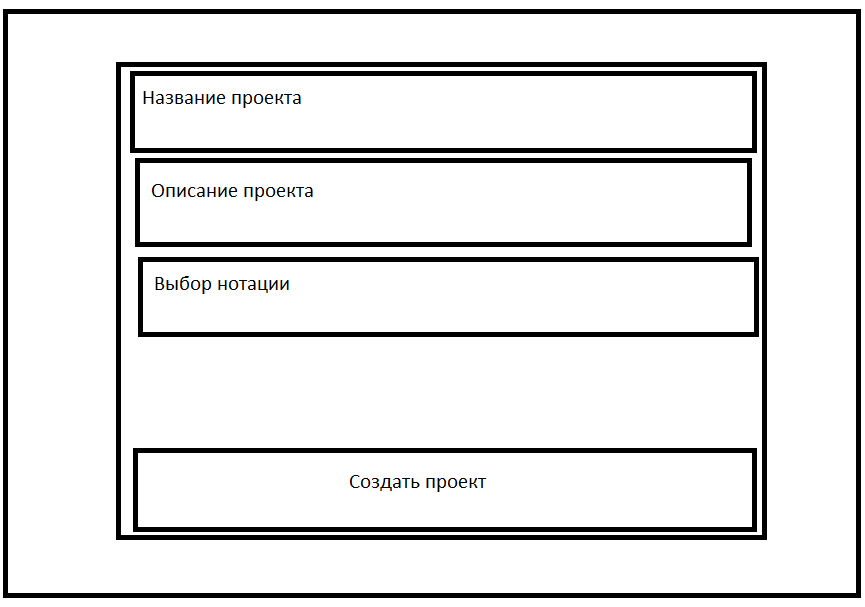 Название проекта
Описание проекта
Выбор нотации
Создать проект